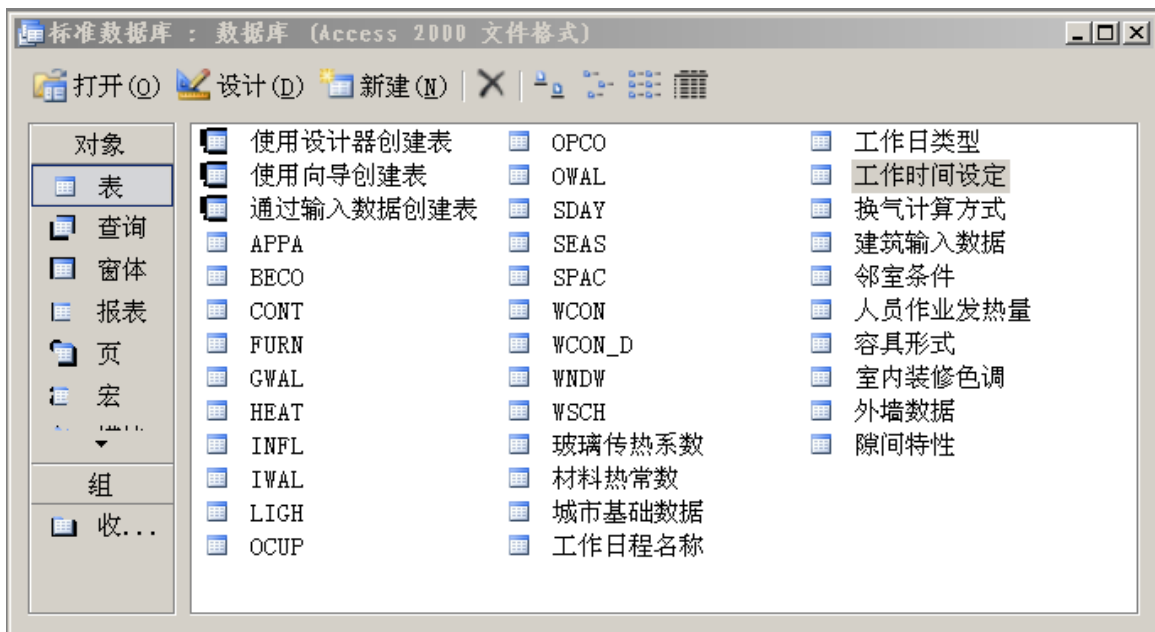 标准数据库 : 数据库 (Access 2000 文件格式)
打开(O) 设计(D) 新建(N)
对象
表
查询
窗体
报表
页
宏
组
收...
使用设计器创建表
使用向导创建表
通过输入数据创建表
APPA
BECO
CONT
FURN
GWAL
HEAT
INFL
IWAL
LIGH
OCUP
OPCO
OWAL
SDAY
SEAS
SPAC
WCON
WCON_D
WNDW
WSCH
玻璃传热系数
材料热常数
城市基础数据
工作日程名称
工作日类型
工作时间设定
换气计算方式
建筑输入数据
邻室条件
人员作业发热量
容具形式
室内装修色调
外墙数据
隙间特性